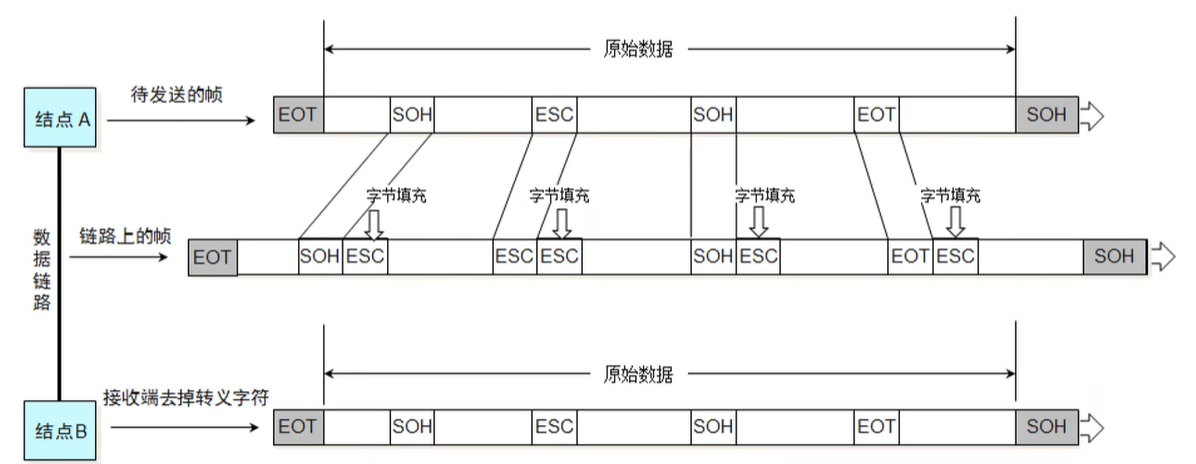 原始数据
待发送的帧
结点 A
EOT SOH ESC SOH EOT SOH
字节填充 字节填充 字节填充 字节填充
数据链路
链路上的帧
EOT SOH ESC ESC ESC SOH ESC EOT ESC SOH
原始数据
接收端去掉转义字符
结点B
EOT SOH ESC SOH EOT SOH